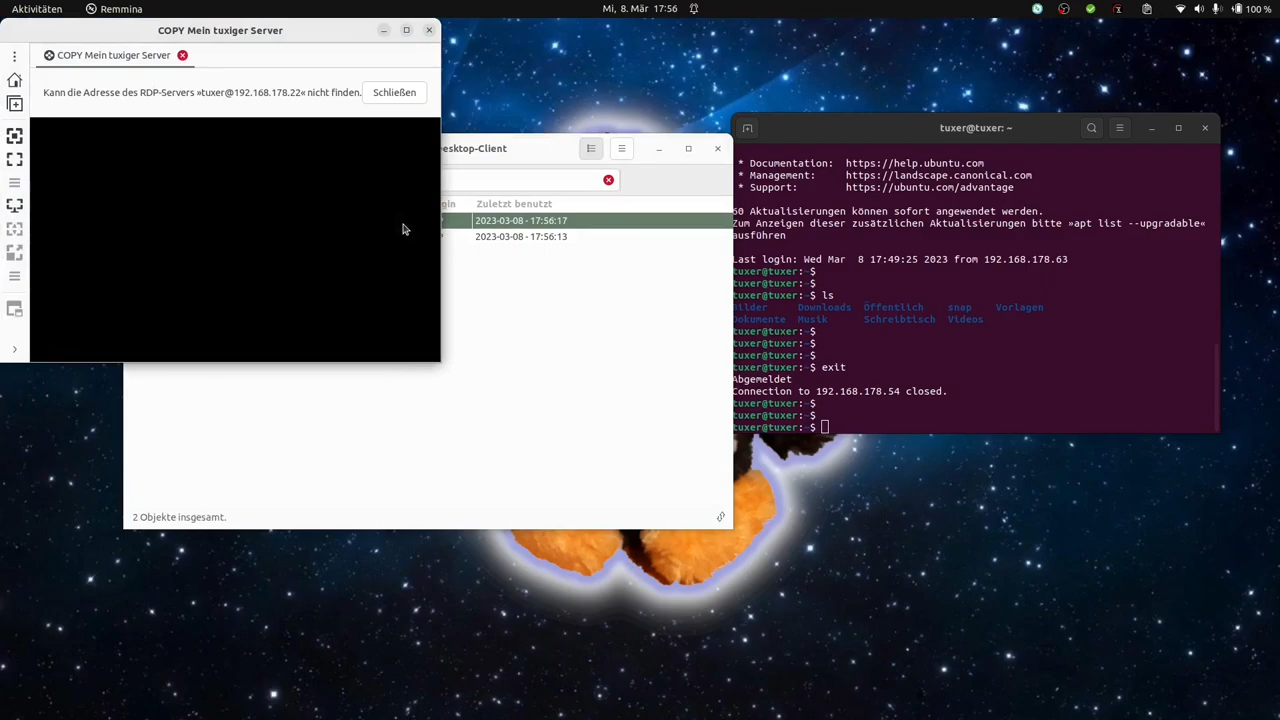 Aktivitäten
Remmina
Mi, 8. Mär 17:56
100 %
COPY Mein tuxiger Server
COPY Mein tuxiger Server
Kann die Adresse des RDP-Servers »tuxer@192.168.178.22« nicht finden.
Schließen
esktop-Client
gin
Zuletzt benutzt
2023-03-08 - 17:56:17
2023-03-08 - 17:56:13
2 Objekte insgesamt.
tuxer@tuxer: ~
* Documentation: https://help.ubuntu.com
* Management: https://landscape.canonical.com
* Support: https://ubuntu.com/advantage
60 Aktualisierungen können sofort angewendet werden.
Zum Anzeigen dieser zusätzlichen Aktualisierungen bitte »apt list --upgradable«
ausführen
Last login: Wed Mar 8 17:49:25 2023 from 192.168.178.63
tuxer@tuxer:~$
tuxer@tuxer:~$
tuxer@tuxer:~$ ls
Bilder Downloads Öffentlich snap Vorlagen
Dokumente Musik Schreibtisch Videos
tuxer@tuxer:~$
tuxer@tuxer:~$
tuxer@tuxer:~$
tuxer@tuxer:~$ exit
Abgemeldet
Connection to 192.168.178.54 closed.
tuxer@tuxer:~$
tuxer@tuxer:~$
tuxer@tuxer:~$